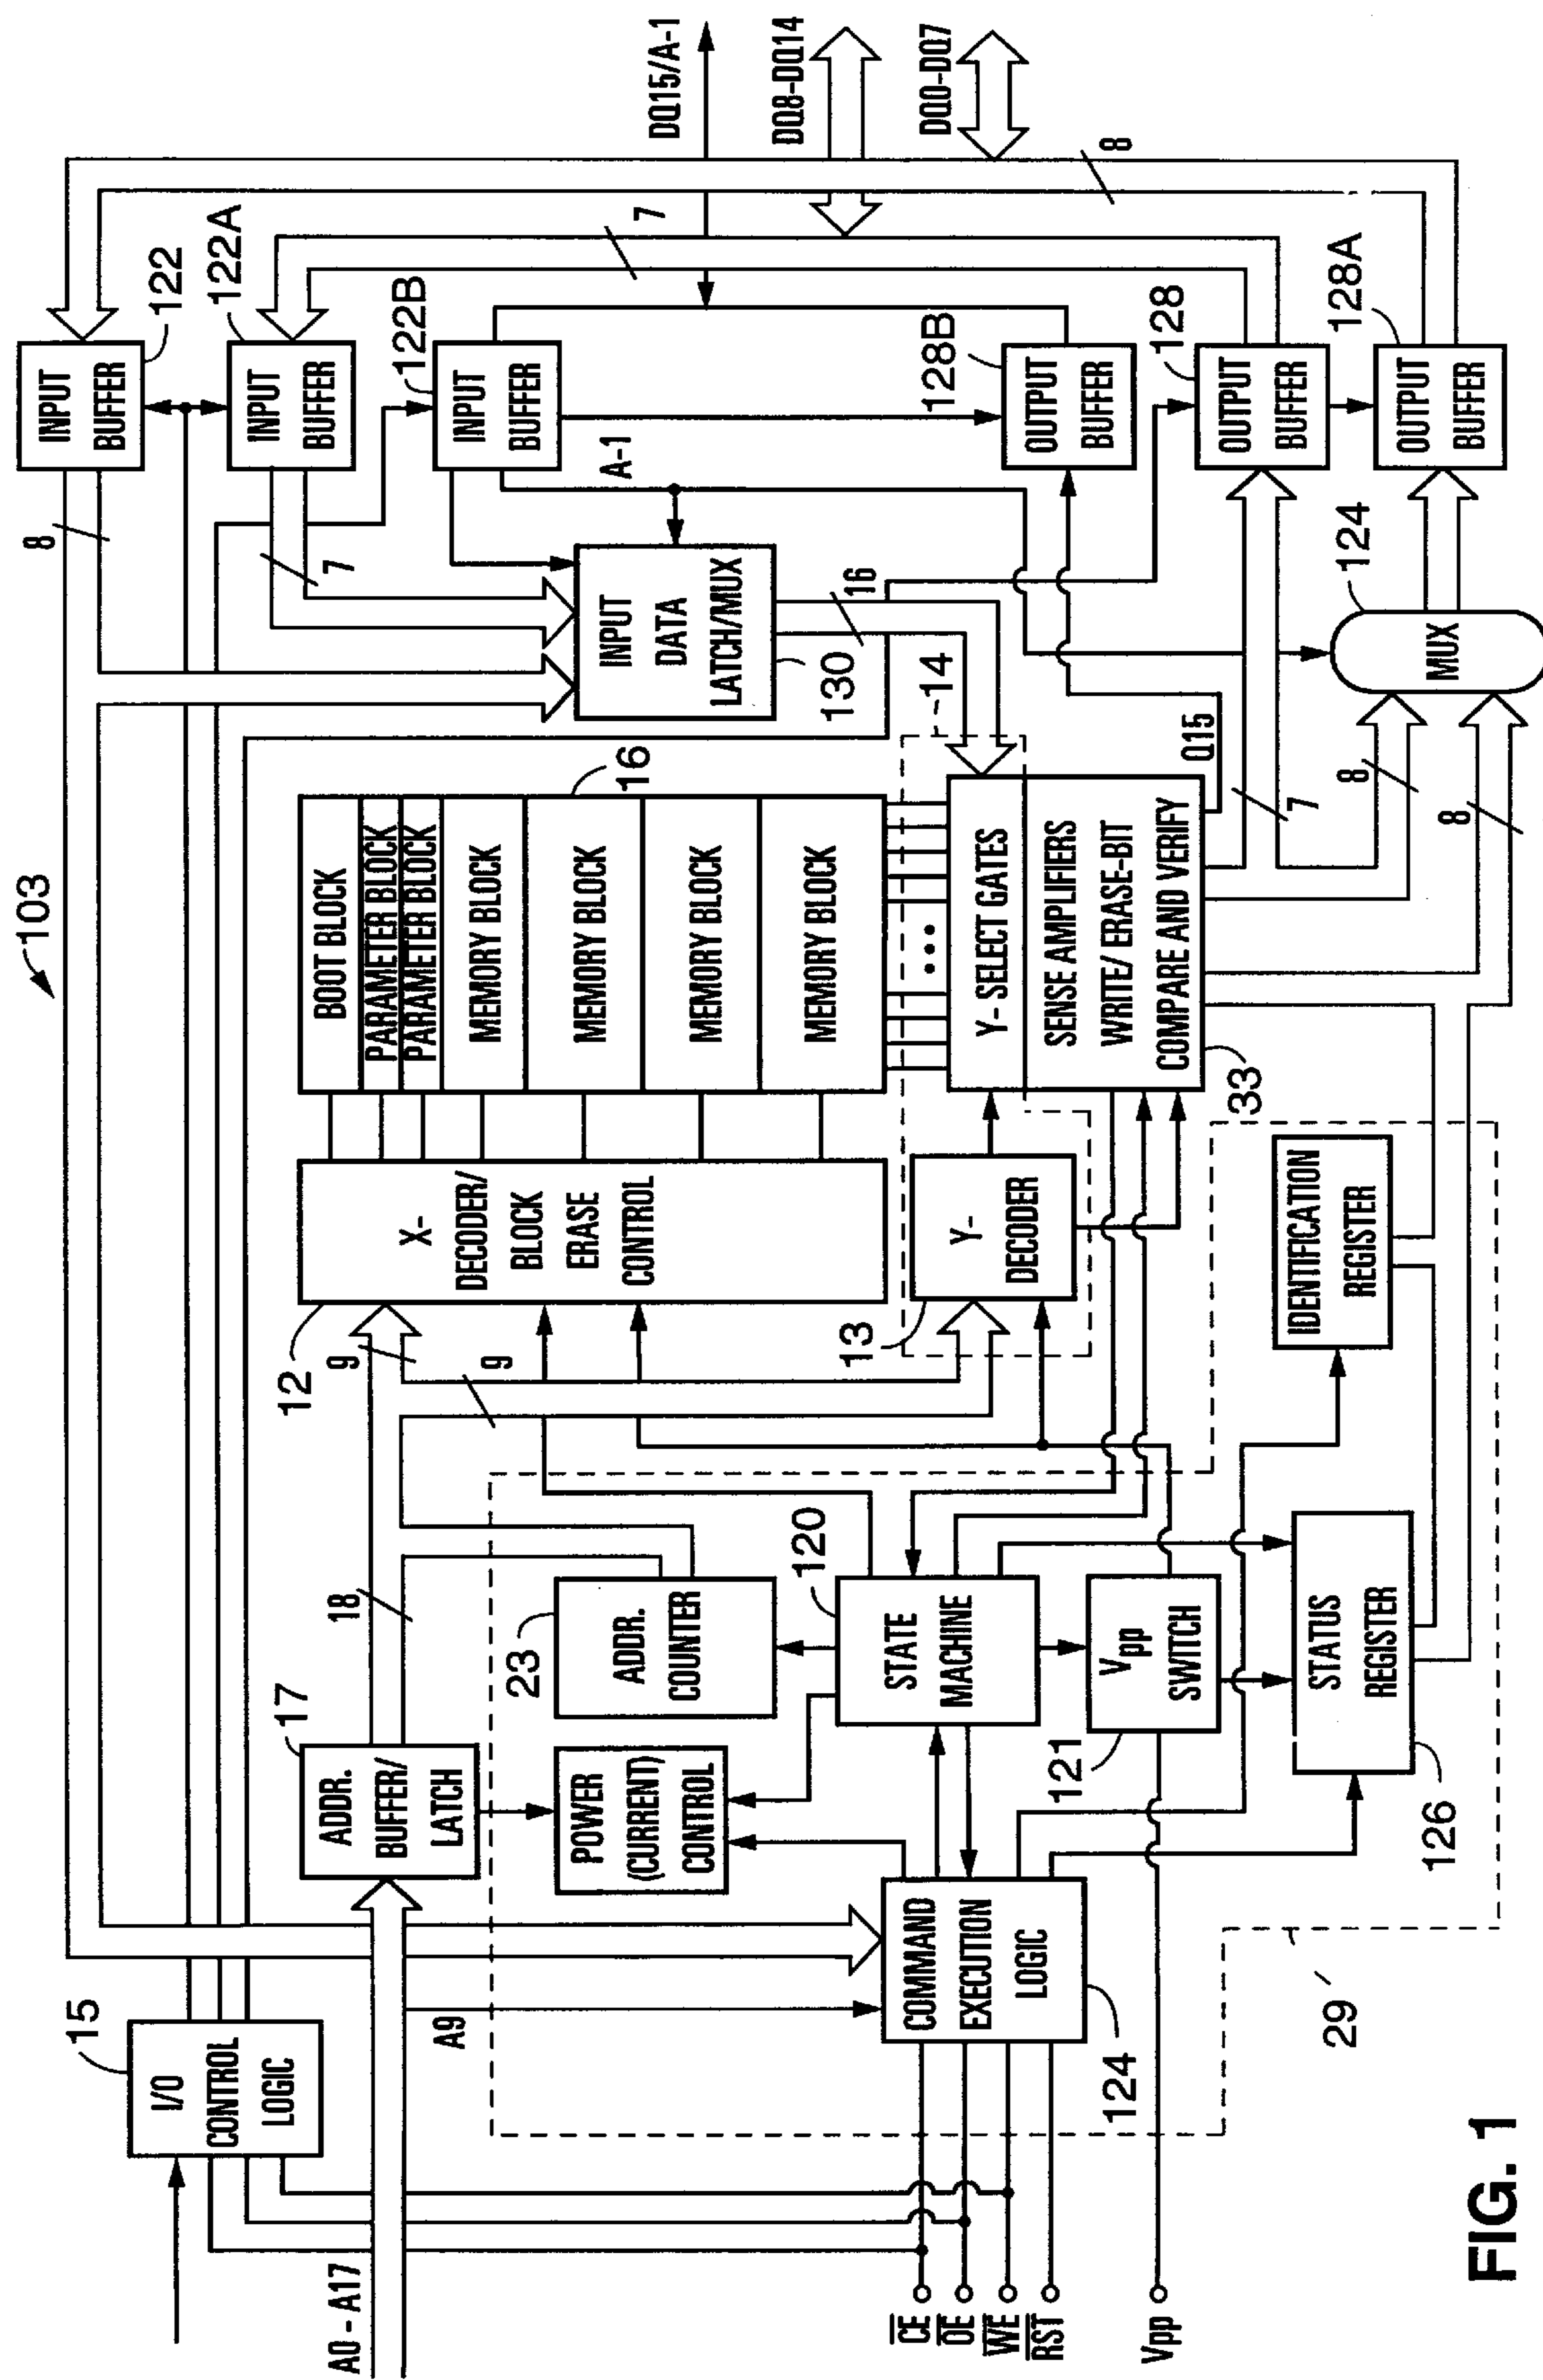 103
15
I/O
CONTROL
LOGIC
A0 - A17
17
ADDR.
BUFFER/
LATCH
18
A9
POWER
(CURRENT)
CONTROL
23
ADDR.
COUNTER
120
STATE
MACHINE
COMMAND
EXECUTION
LOGIC
124
CE
OE
WE
RST
Vpp
121
Vpp
SWITCH
STATUS
REGISTER
126
29
IDENTIFICATION
REGISTER
12
9
9
X-
DECODER/
BLOCK
ERASE
CONTROL
13
Y-
DECODER
BOOT BLOCK
PARAMETER BLOCK
PARAMETER BLOCK
MEMORY BLOCK
MEMORY BLOCK
MEMORY BLOCK
MEMORY BLOCK
16
14
Y- SELECT GATES
SENSE AMPLIFIERS
WRITE/ ERASE-BIT
COMPARE AND VERIFY
33
Q15
7
8
8
8
7
INPUT
DATA
LATCH/MUX
130
16
A-1
INPUT
BUFFER
122
INPUT
BUFFER
122A
INPUT
BUFFER
122B
OUTPUT
BUFFER
128B
OUTPUT
BUFFER
128
OUTPUT
BUFFER
128A
MUX
124
7
8
DQ15/A-1
DQ8-DQ14
DQ0-DQ7
FIG. 1